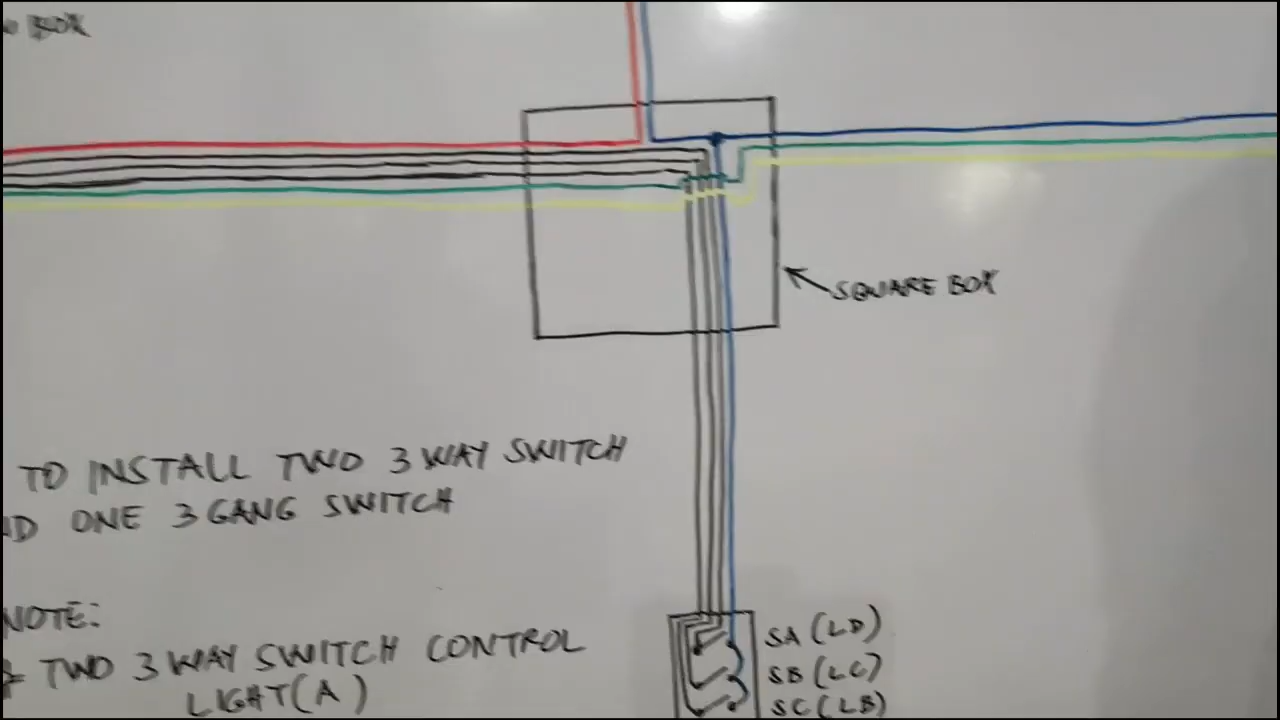 BOX
SQUARE BOX
TO INSTALL TWO 3 WAY SWITCH
ONE 3 GANG SWITCH
NOTE:
TWO 3 WAY SWITCH CONTROL
LIGHT(A)
SA (LD)
SB (LC)
SC (LB)